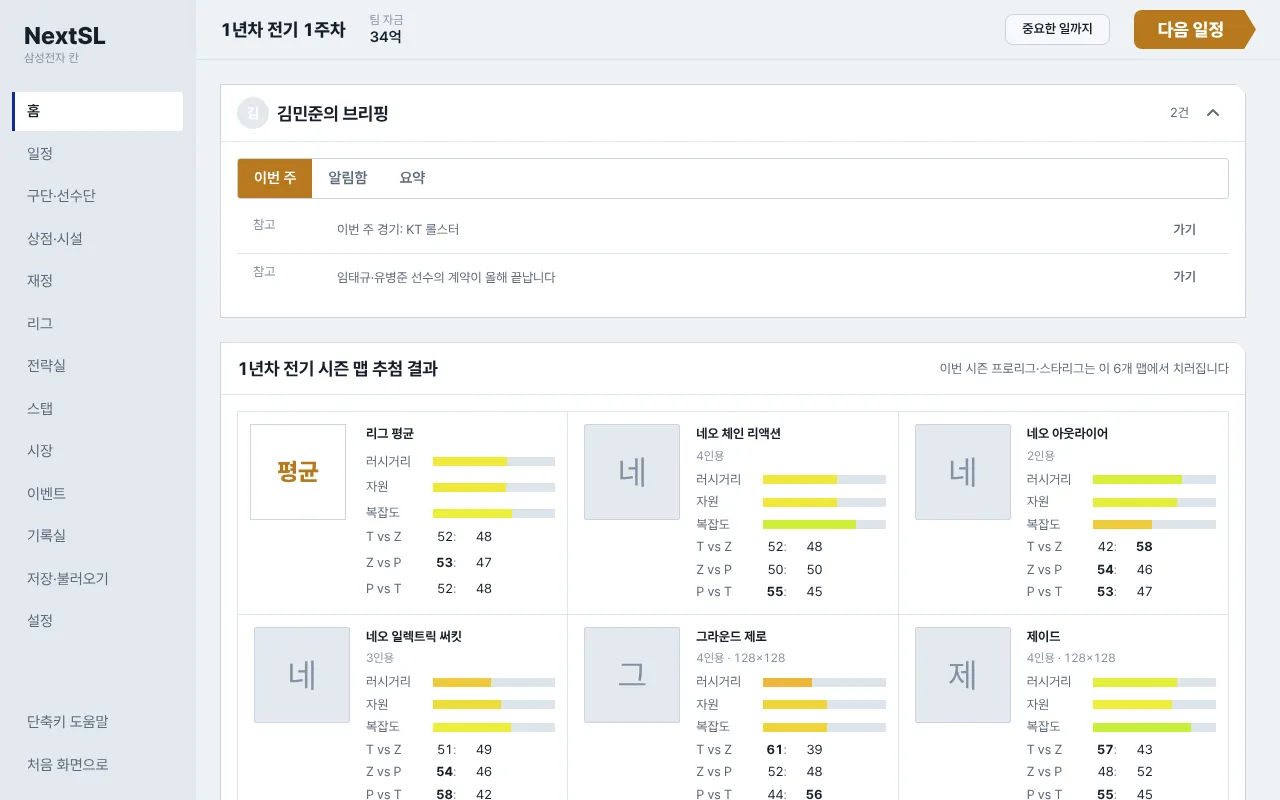 NextSL
삼성전자 칸
1년차 전기 1주차
팀 자금
34억
중요한 일까지
다음 일정
홈
일정
구단·선수단
상점·시설
재정
리그
전략실
스탭
시장
이벤트
기록실
저장·불러오기
설정
단축키 도움말
처음 화면으로
김
김민준의 브리핑
2건
이번 주
알림함
요약
참고
이번 주 경기: KT 롤스터
가기
참고
임태규·유병준 선수의 계약이 올해 끝납니다
가기
1년차 전기 시즌 맵 추첨 결과
이번 시즌 프로리그·스타리그는 이 6개 맵에서 치러집니다
평균
리그 평균
러시거리
자원
복잡도
T vs Z 52: 48
Z vs P 53: 47
P vs T 52: 48
네
네오 체인 리액션
4인용
러시거리
자원
복잡도
T vs Z 52: 48
Z vs P 50: 50
P vs T 55: 45
네
네오 아웃라이어
2인용
러시거리
자원
복잡도
T vs Z 42: 58
Z vs P 54: 46
P vs T 53: 47
네
네오 일렉트릭 써킷
3인용
러시거리
자원
복잡도
T vs Z 51: 49
Z vs P 54: 46
P vs T 58: 42
그
그라운드 제로
4인용 · 128×128
러시거리
자원
복잡도
T vs Z 61: 39
Z vs P 52: 48
P vs T 44: 56
제
제이드
4인용 · 128×128
러시거리
자원
복잡도
T vs Z 57: 43
Z vs P 48: 52
P vs T 55: 45